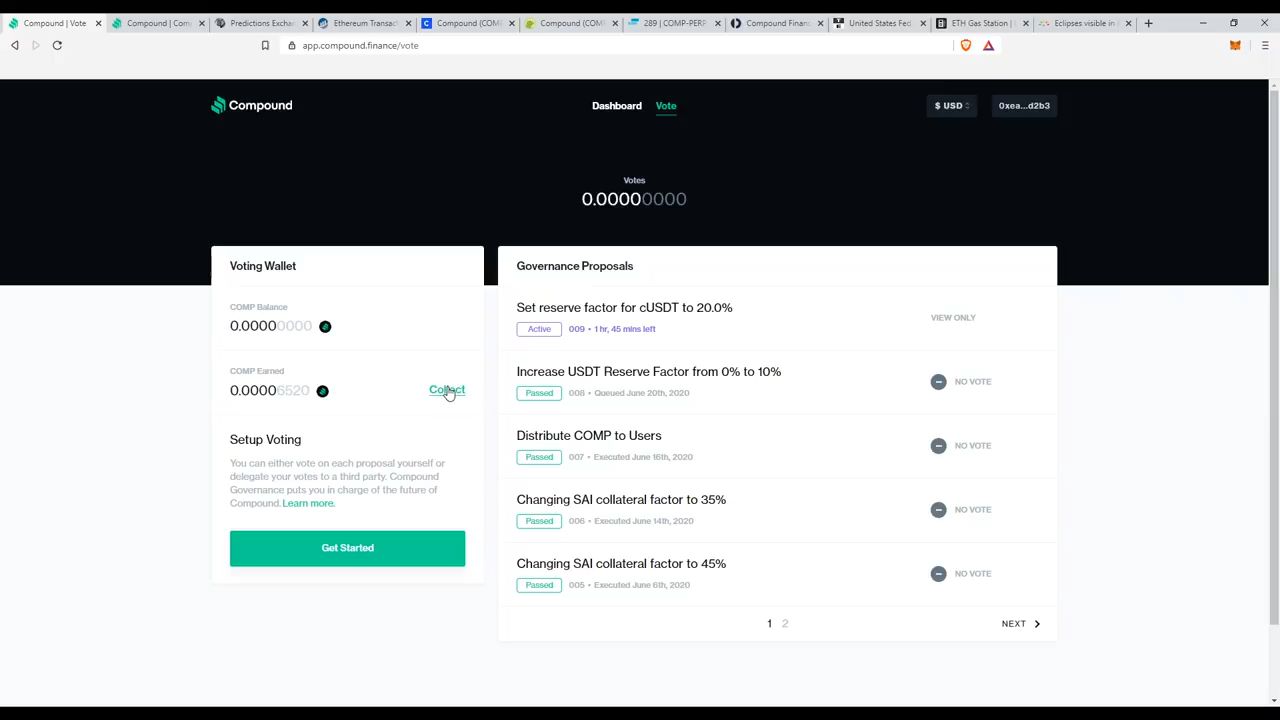 Compound | Vote
Compound | Com
Predictions Excha
Ethereum Transac
Compound (COMP
Compound (COM
289 | COMP-PERP
Compound Financ
United States Fed
ETH Gas Station |
Eclipses visible in
app.compound.finance/vote
Compound
Dashboard
Vote
$ USD
0xea...d2b3
Votes
0.00000000
Voting Wallet
COMP Balance
0.00000000
COMP Earned
0.00006520
Collect
Setup Voting
You can either vote on each proposal yourself or
delegate your votes to a third party. Compound
Governance puts you in charge of the future of
Compound. Learn more.
Get Started
Governance Proposals
Set reserve factor for cUSDT to 20.0%
Active 009 • 1 hr, 45 mins left
VIEW ONLY
Increase USDT Reserve Factor from 0% to 10%
Passed 008 • Queued June 20th, 2020
NO VOTE
Distribute COMP to Users
Passed 007 • Executed June 16th, 2020
NO VOTE
Changing SAI collateral factor to 35%
Passed 006 • Executed June 14th, 2020
NO VOTE
Changing SAI collateral factor to 45%
Passed 005 • Executed June 6th, 2020
NO VOTE
1 2
NEXT